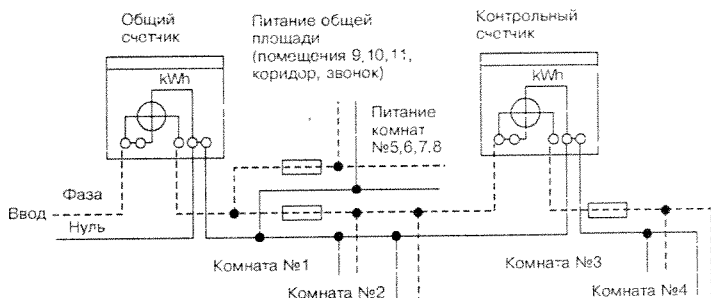 Общий
счетчик
Питание общей
площади
(помещения 9,10,11,
коридор, звонок)
Контрольный
счетчик
kWh
kWh
Питание
комнат
№5,6,7,8
Фаза
Ввод
Нуль
Комната №1
Комната №2
Комната №3
Комната №4